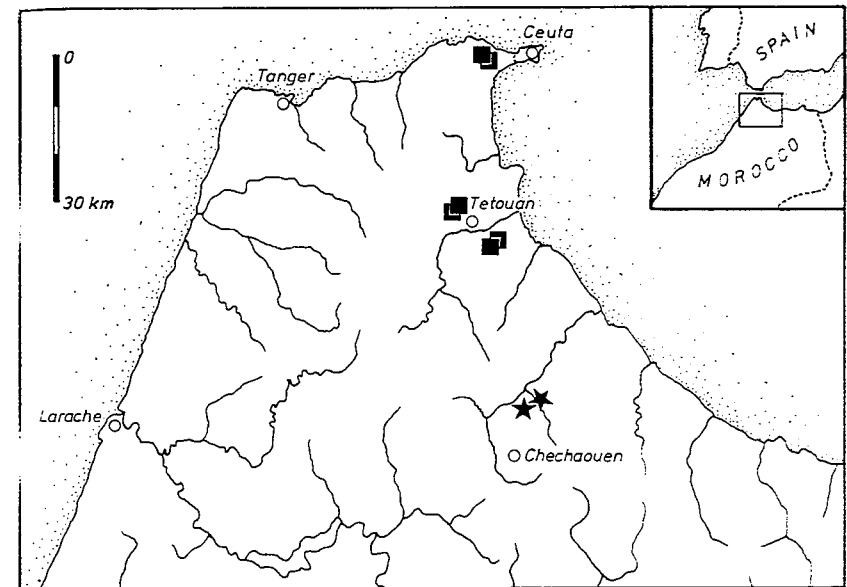 Ceuta
0
Tanger
SPAIN
MOROCCO
30 km
Tetouan
Larache
Chechaouen